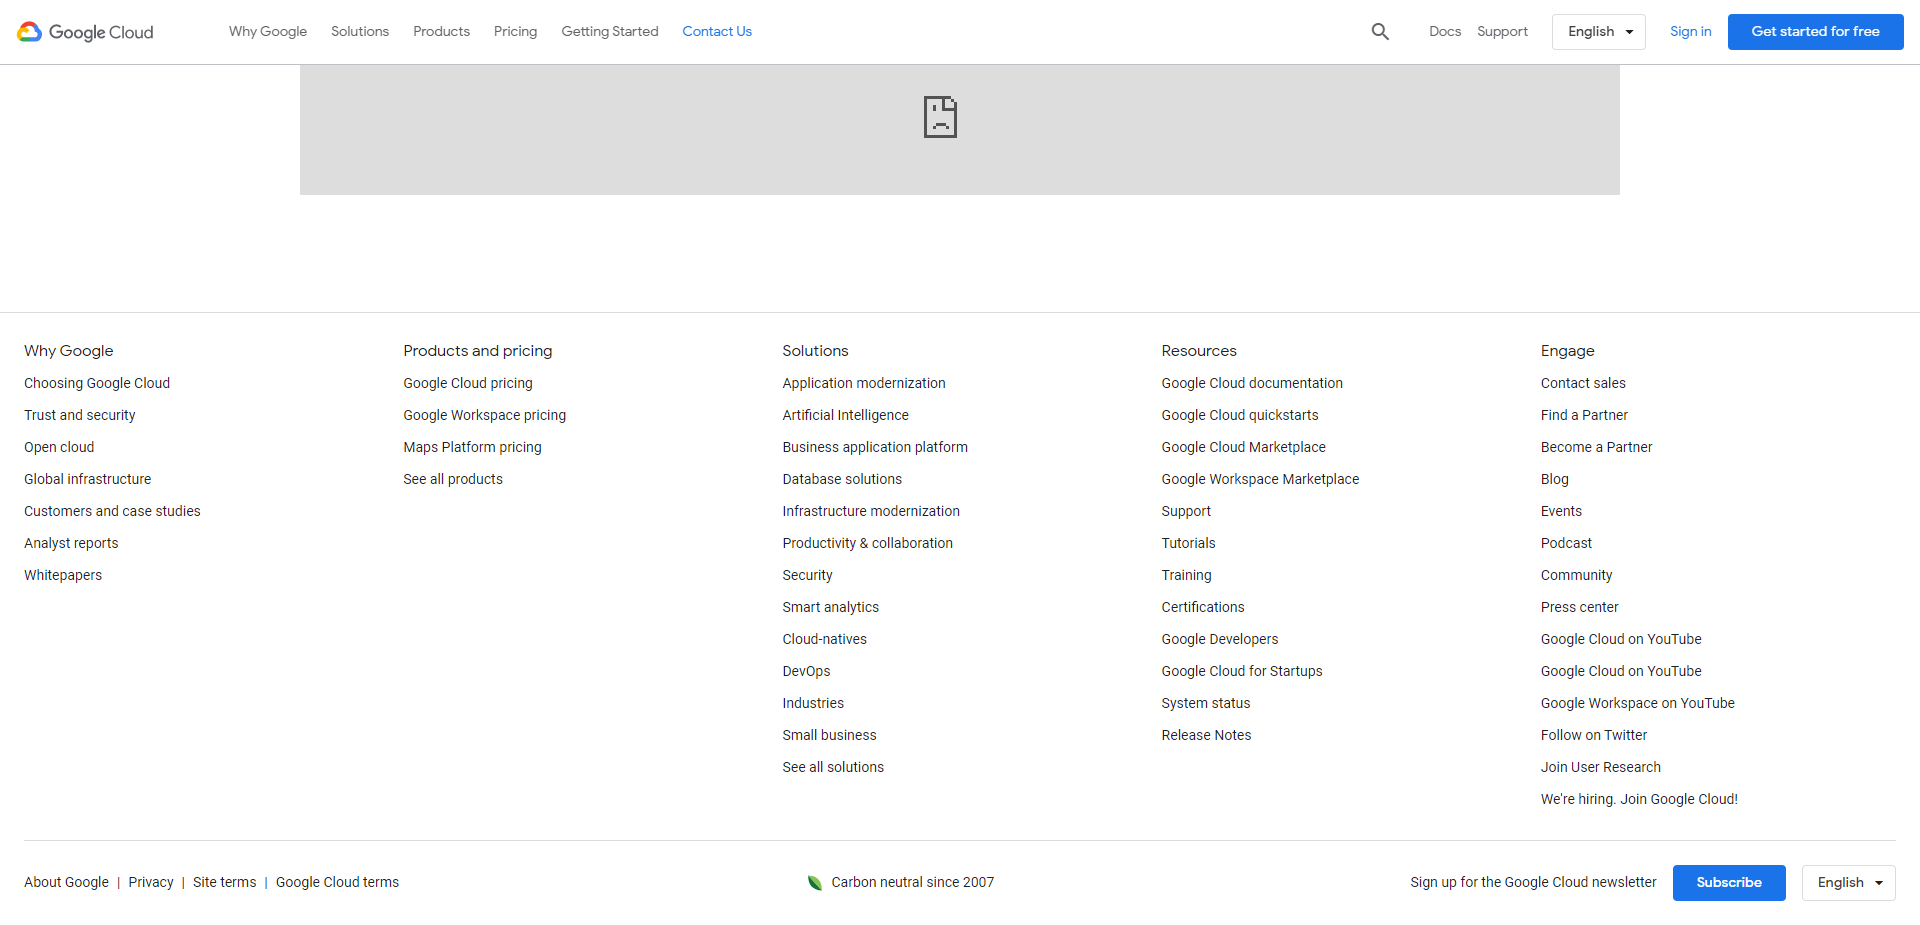 Google Cloud
Why Google
Solutions
Products
Pricing
Getting Started
Contact Us
Docs
Support
English
Sign in
Get started for free
Why Google
Choosing Google Cloud
Trust and security
Open cloud
Global infrastructure
Customers and case studies
Analyst reports
Whitepapers
Products and pricing
Google Cloud pricing
Google Workspace pricing
Maps Platform pricing
See all products
Solutions
Application modernization
Artificial Intelligence
Business application platform
Database solutions
Infrastructure modernization
Productivity & collaboration
Security
Smart analytics
Cloud-natives
DevOps
Industries
Small business
See all solutions
Resources
Google Cloud documentation
Google Cloud quickstarts
Google Cloud Marketplace
Google Workspace Marketplace
Support
Tutorials
Training
Certifications
Google Developers
Google Cloud for Startups
System status
Release Notes
Engage
Contact sales
Find a Partner
Become a Partner
Blog
Events
Podcast
Community
Press center
Google Cloud on YouTube
Google Cloud on YouTube
Google Workspace on YouTube
Follow on Twitter
Join User Research
We're hiring. Join Google Cloud!
About Google | Privacy | Site terms | Google Cloud terms
Carbon neutral since 2007
Sign up for the Google Cloud newsletter
Subscribe
English